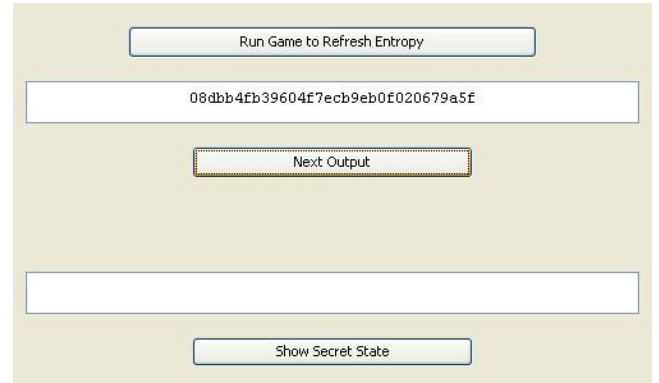 Run Game to Refresh Entropy
08dbb4fb39604f7ecb9eb0f020679a5f
Next Output
Show Secret State